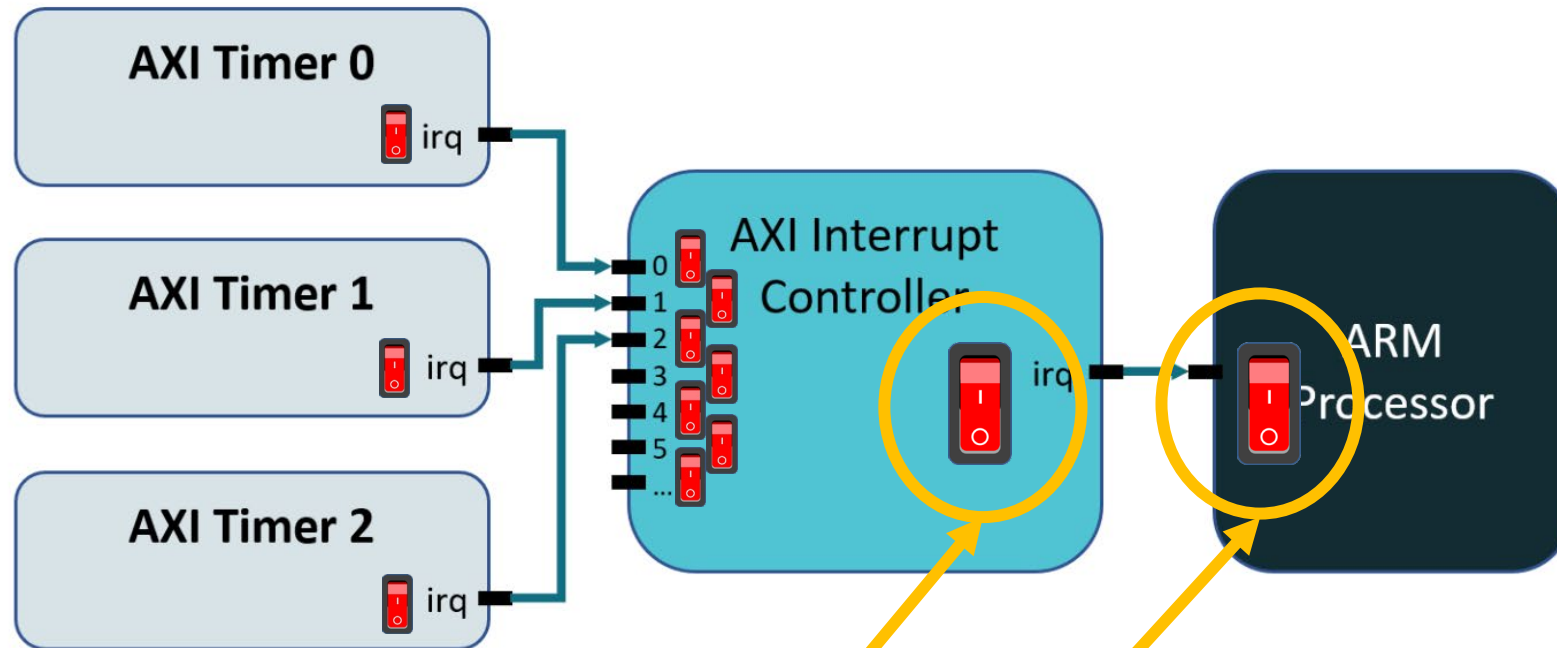 AXI Timer 0
irq
AXI Timer 1
irq
AXI Timer 2
irq
AXI Interrupt
Controller
0
1
2
3
4
5
...
irq
ARM
Processor